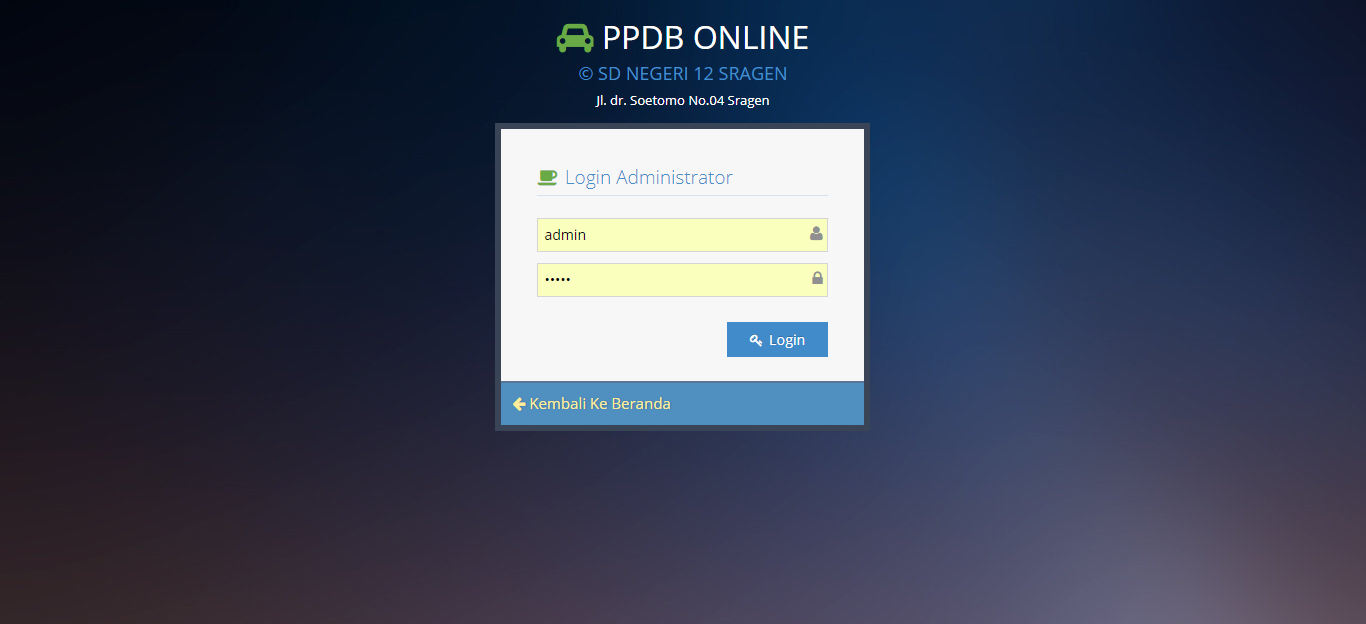 PPDB ONLINE
© SD NEGERI 12 SRAGEN
Jl. dr. Soetomo No.04 Sragen
Login Administrator
admin
•••••
Login
Kembali Ke Beranda